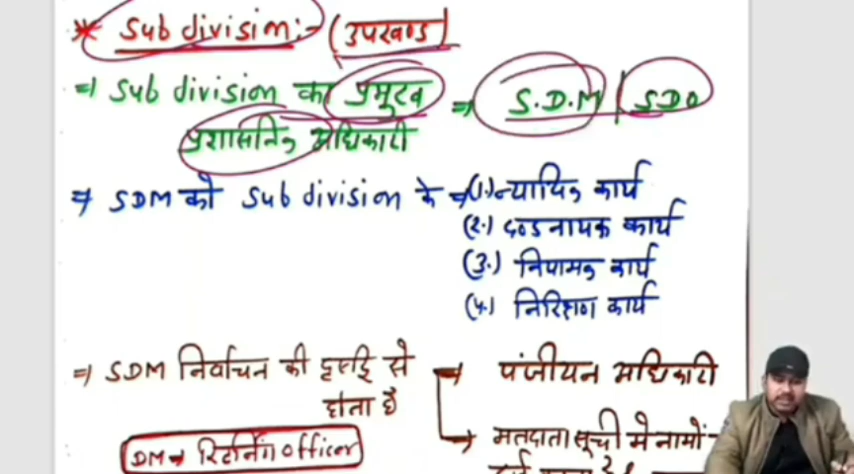 * Sub division:- (उपखण्ड)
⇒ Sub division का प्रमुख ⇒ S.D.M | SDO
प्रशासनिक अधिकारी
⇒ SDM को Sub division के ⇒ (1.) न्यायिक कार्य
(2.) दण्डनायक कार्य
(3.) नियामक कार्य
(4.) निरिक्षण कार्य
⇒ SDM निर्वाचन की दृष्टि से → पंजीयन अधिकारी
होता है
→ मतदाता सूची में नामों
DM → रिटर्निंग officer